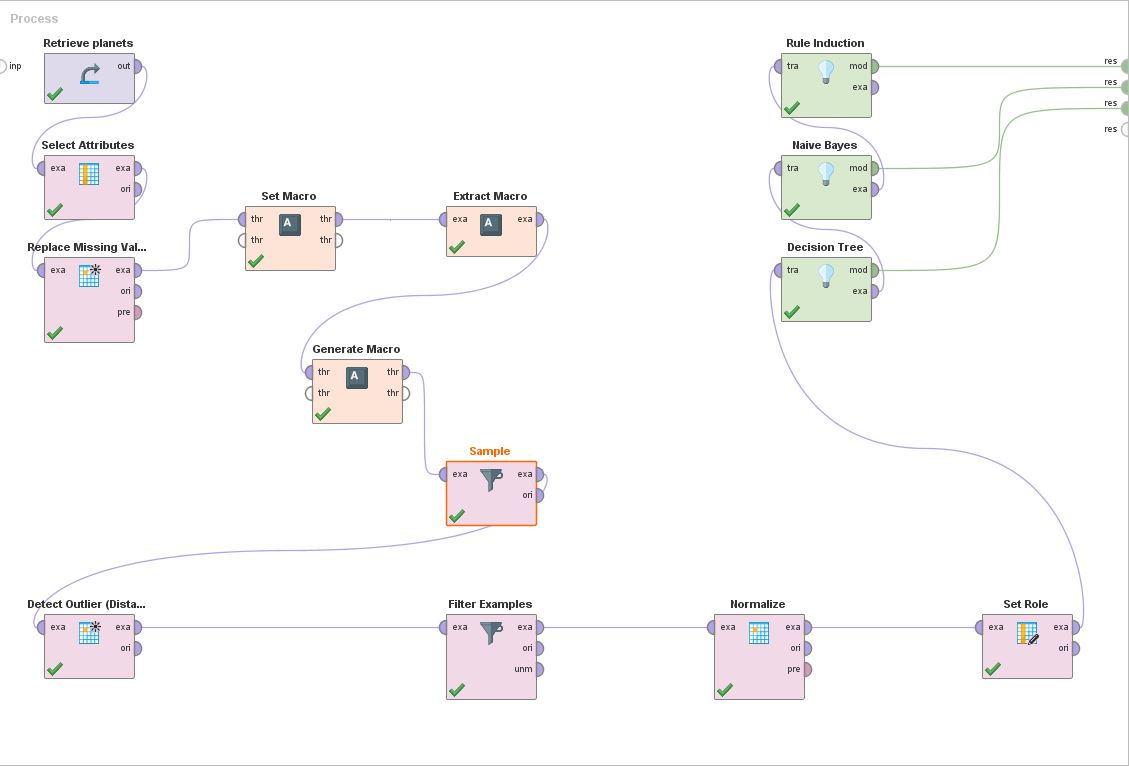 Process
Retrieve planets
inp
out
Select Attributes
exa exa
ori
Replace Missing Val...
exa exa
ori
pre
Set Macro
A
thr thr
thr thr
Extract Macro
A
exa exa
Generate Macro
A
thr thr
thr thr
Sample
exa exa
ori
Detect Outlier (Dista...
exa exa
ori
Filter Examples
exa exa
ori
unm
Normalize
exa exa
ori
pre
Set Role
exa exa
ori
Decision Tree
tra mod
exa
Naive Bayes
tra mod
exa
Rule Induction
tra mod
exa
res
res
res
res